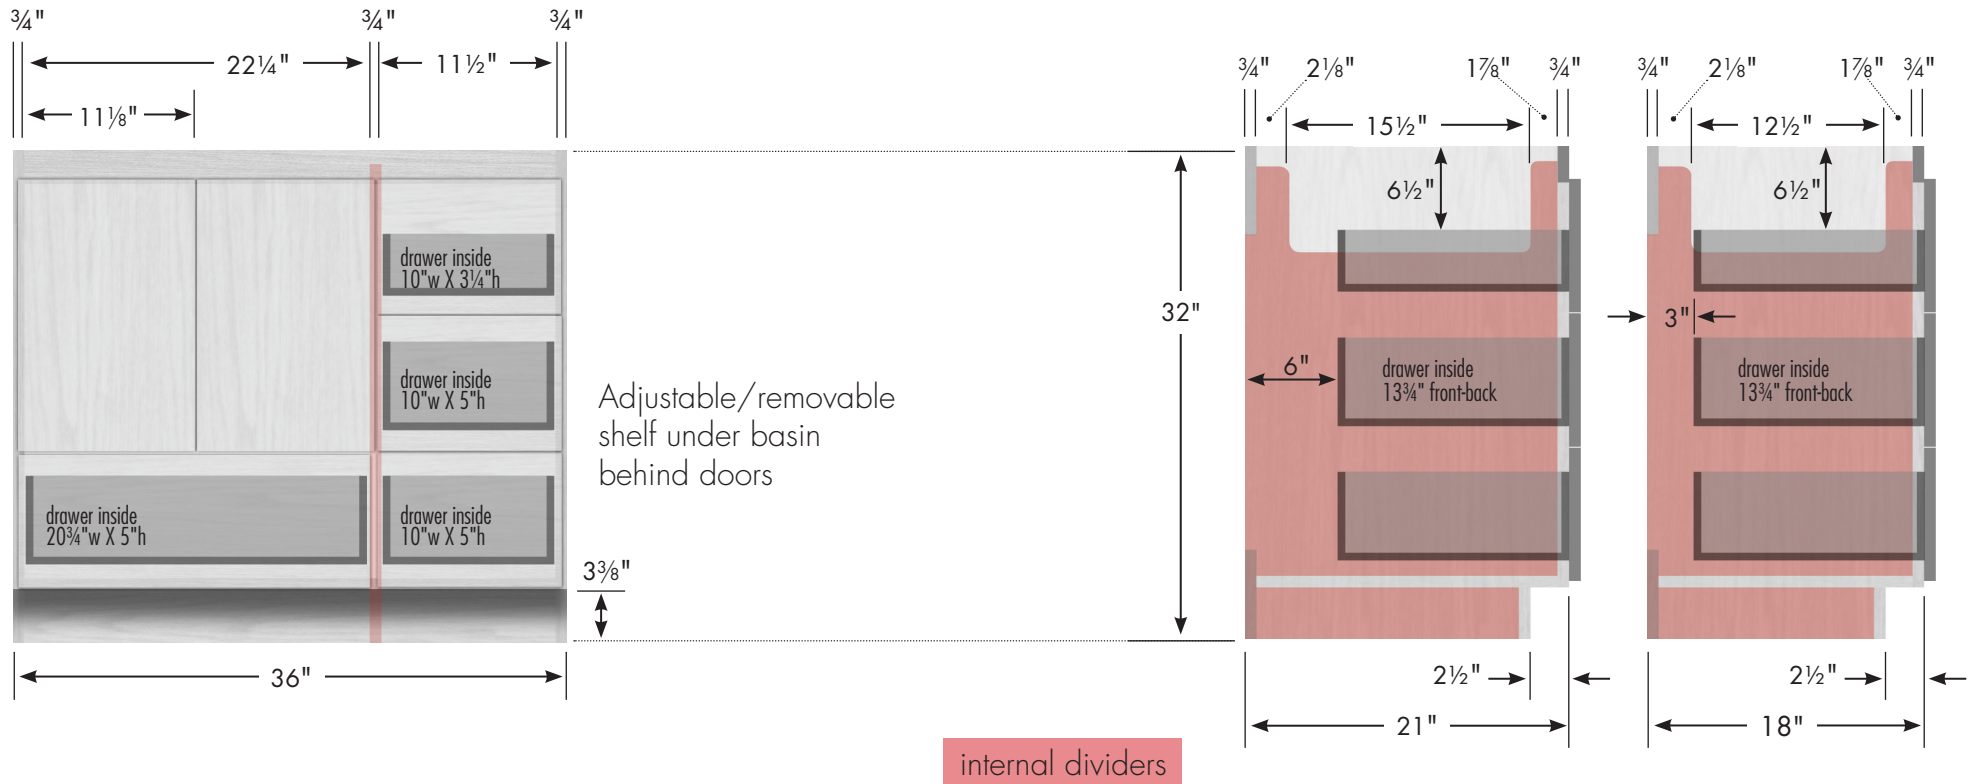 ¾" ¾" ¾"
22¼" 11½"
11⅛"
¾" 2⅛" 1⅞" ¾" ¾" 2⅛" 1⅞" ¾"
15½" 12½"
6½" 6½"
drawer inside
10"w X 3¼"h
32"
3"
drawer inside
10"w X 5"h
6"
drawer inside
13¾" front-back
drawer inside
13¾" front-back
Adjustable/removable
shelf under basin
behind doors
drawer inside
20¾"w X 5"h
drawer inside
10"w X 5"h
3⅜"
36"
2½" 2½"
21" 18"
internal dividers